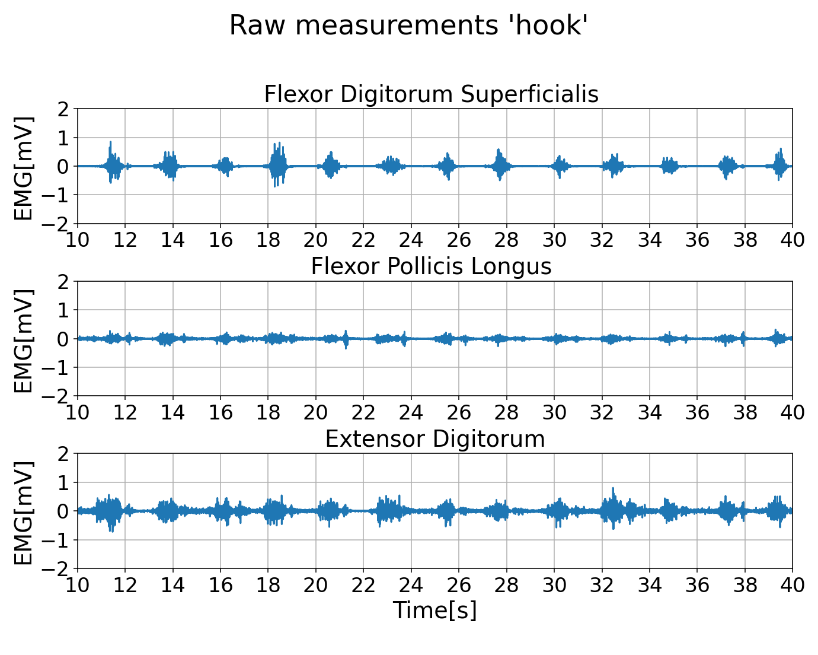 Raw measurements 'hook'
Flexor Digitorum Superficialis
EMG[mV]
2
1
0
−1
−2
10 12 14 16 18 20 22 24 26 28 30 32 34 36 38 40
Flexor Pollicis Longus
EMG[mV]
2
1
0
−1
−2
10 12 14 16 18 20 22 24 26 28 30 32 34 36 38 40
Extensor Digitorum
EMG[mV]
2
1
0
−1
−2
10 12 14 16 18 20 22 24 26 28 30 32 34 36 38 40
Time[s]